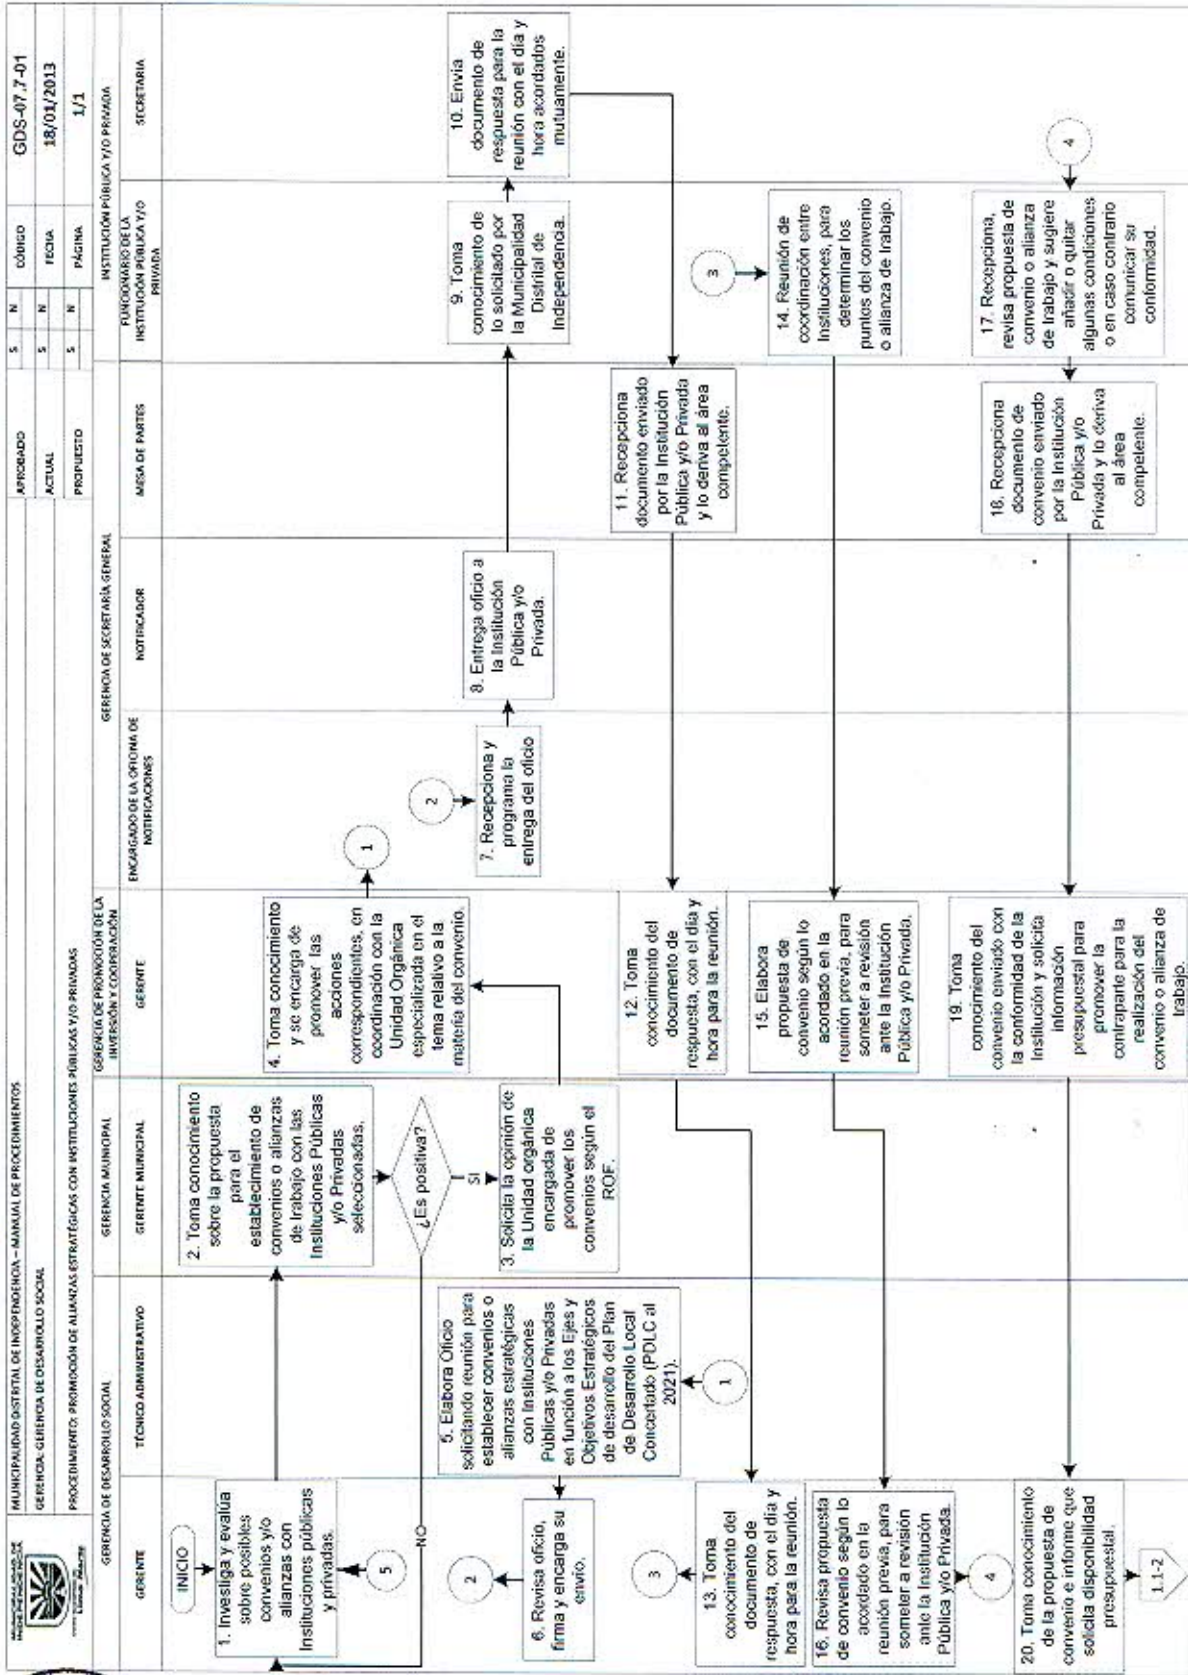 MUNICIPALIDAD DISTRITAL DE INDEPENDENCIA – MANUAL DE PROCEDIMIENTOS
GERENCIA: GERENCIA DE DESARROLLO SOCIAL
PROCEDIMIENTO: PROMOCIÓN DE ALIANZAS ESTRATÉGICAS CON INSTITUCIONES PÚBLICAS Y/O PRIVADAS
APROBADO S N CÓDIGO GDS-07.7-01
ACTUAL S N FECHA 18/01/2013
PROPUESTO S N PÁGINA 1/1
GERENCIA DE DESARROLLO SOCIAL
GERENCIA MUNICIPAL
GERENCIA DE PROMOCIÓN DE LA
INVERSIÓN Y COOPERACIÓN
GERENCIA DE SECRETARÍA GENERAL
INSTITUCIÓN PÚBLICA Y/O PRIVADA
GERENTE
TÉCNICO ADMINISTRATIVO
GERENTE MUNICIPAL
GERENTE
ENCARGADO DE LA OFICINA DE
NOTIFICACIONES
NOTIFICADOR
MESA DE PARTES
FUNCIONARIO DE LA
INSTITUCIÓN PÚBLICA Y/O
PRIVADA
SECRETARIA
INICIO
1. Investiga y evalúa
sobre posibles
convenios y/o
alianzas con
Instituciones públicas
y privadas.
5
NO
2. Toma conocimiento
sobre la propuesta
para el
establecimiento de
convenios o alianzas
de trabajo con las
Instituciones Públicas
y/o Privadas
seleccionadas.
¿Es positiva?
SI
3. Solicita la opinión de
la Unidad orgánica
encargada de
promover los
convenios según el
ROF.
4. Toma conocimiento
y se encarga de
promover las
acciones
correspondientes, en
coordinación con la
Unidad Orgánica
especializada en el
tema relativo a la
materia del convenio.
1
5. Elabora Oficio
solicitando reunión para
establecer convenios o
alianzas estratégicas
con Instituciones
Públicas y/o Privadas
en función a los Ejes y
Objetivos Estratégicos
de desarrollo del Plan
de Desarrollo Local
Concertado (PDLC al
2021).
1
6. Revisa oficio,
firma y encarga su
envío.
2
2
7. Recepciona y
programa la
entrega del oficio
8. Entrega oficio a
la Institución
Pública y/o
Privada.
9. Toma
conocimiento de
lo solicitado por
la Municipalidad
Distrital de
Independencia.
10. Envia
documento de
respuesta para la
reunión con el día y
hora acordados
mutuamente.
11. Recepciona
documento enviado
por la Institución
Pública y/o Privada
y lo deriva al área
competente.
12. Toma
conocimiento del
documento de
respuesta, con el día y
hora para la reunión.
13. Toma
conocimiento del
documento de
respuesta, con el día y
hora para la reunión.
3
3
14. Reunión de
coordinación entre
Instituciones, para
determinar los
puntos del convenio
o alianza de trabajo.
15. Elabora
propuesta de
convenio según lo
acordado en la
reunión previa, para
someter a revisión
ante la Institución
Pública y/o Privada.
16. Revisa propuesta
de convenio según lo
acordado en la
reunión previa, para
someter a revisión
ante la Institución
Pública y/o Privada.
4
4
17. Recepciona,
revisa propuesta de
convenio o alianza
de trabajo y sugiere
añadir o quitar
algunas condiciones
o en caso contrario
comunicar su
conformidad.
18. Recepciona
documento de
convenio enviado
por la Institución
Pública y/o
Privada y lo deriva
al área
competente.
19. Toma
conocimiento del
convenio enviado con
la conformidad de la
Institución y solicita
información
presupuestal para
promover la
contraparte para la
realización del
convenio o alianza de
trabajo.
20. Toma conocimiento
de la propuesta de
convenio e informe que
solicita disponibilidad
presupuestal.
1.1-2